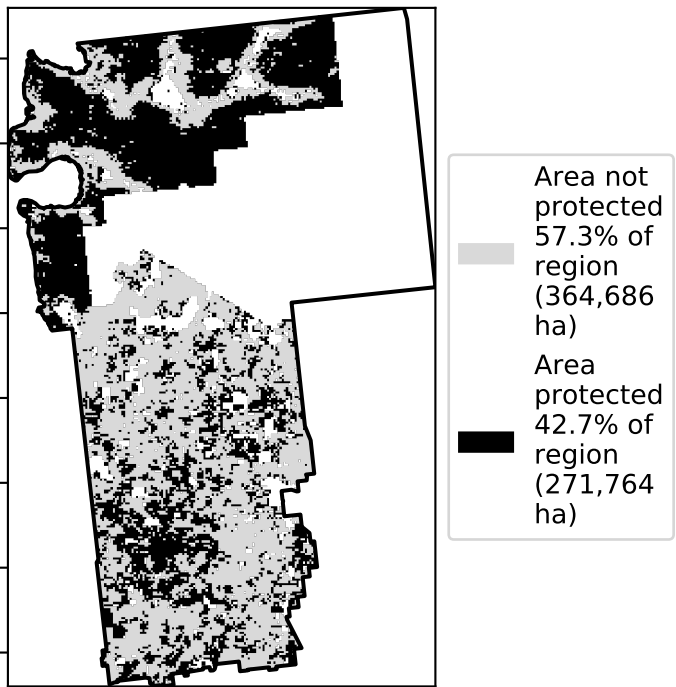 Area not
protected
57.3% of
region
(364,686
ha)
Area
protected
42.7% of
region
(271,764
ha)